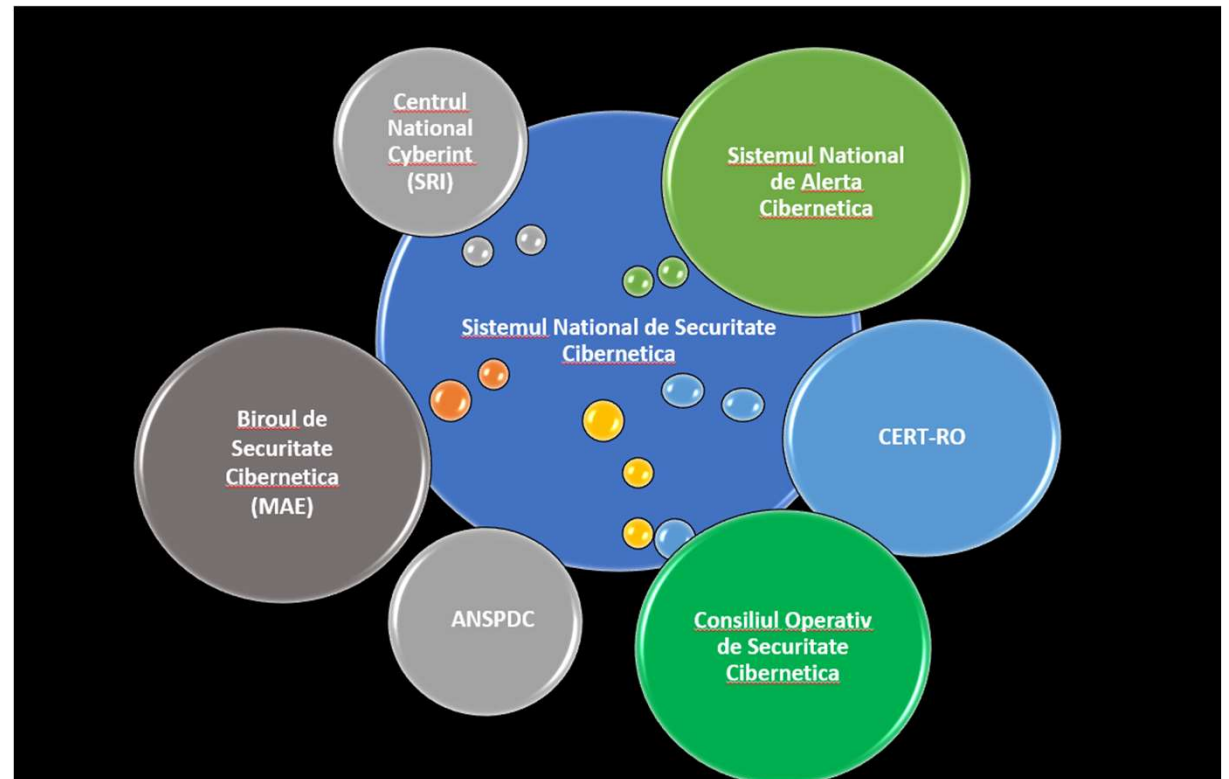 Centrul
National
Cyberint
(SRI)
Sistemul National
de Alerta
Cibernetica
Sistemul National de Securitate
Cibernetica
Biroul de
Securitate
Cibernetica
(MAE)
CERT-RO
ANSPDC
Consiliul Operativ
de Securitate
Cibernetica